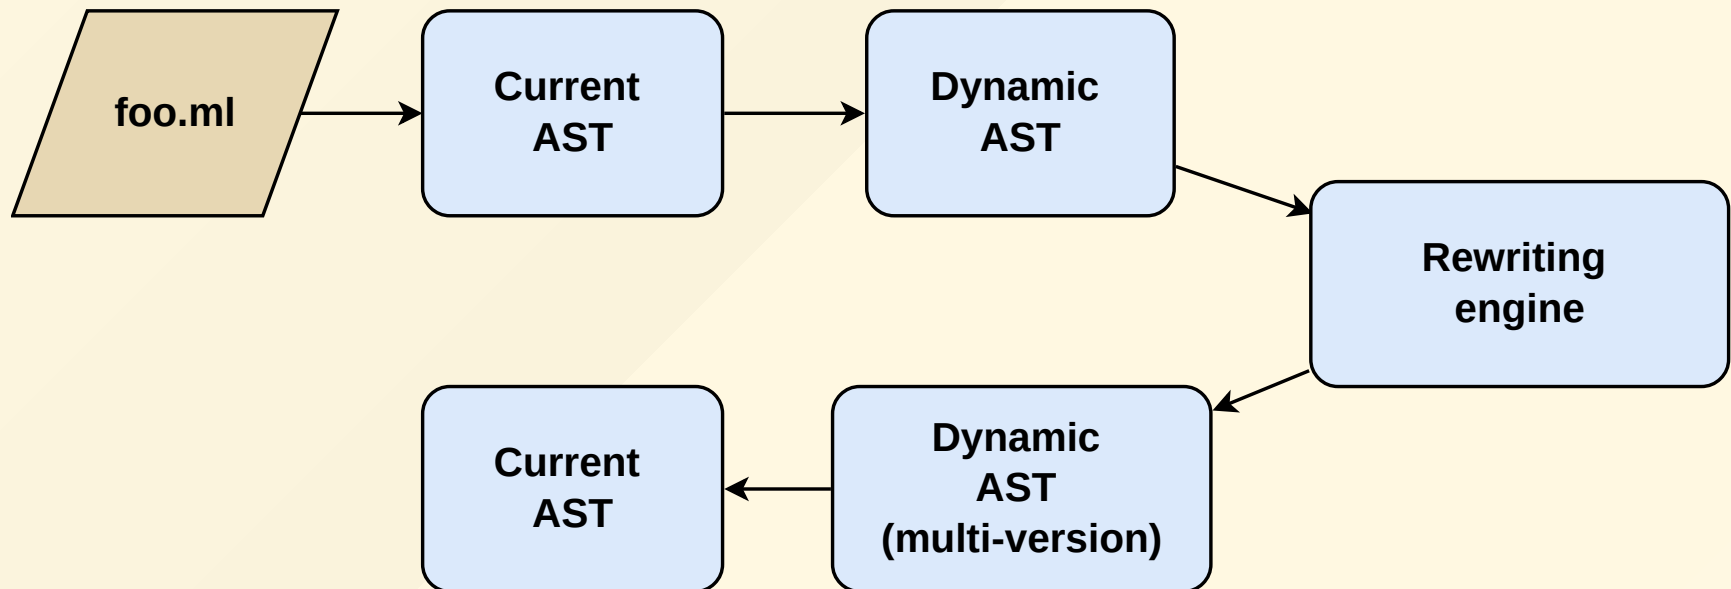 foo.ml
Current
AST
Dynamic
AST
Rewriting
engine
Dynamic
AST
(multi-version)
Current
AST